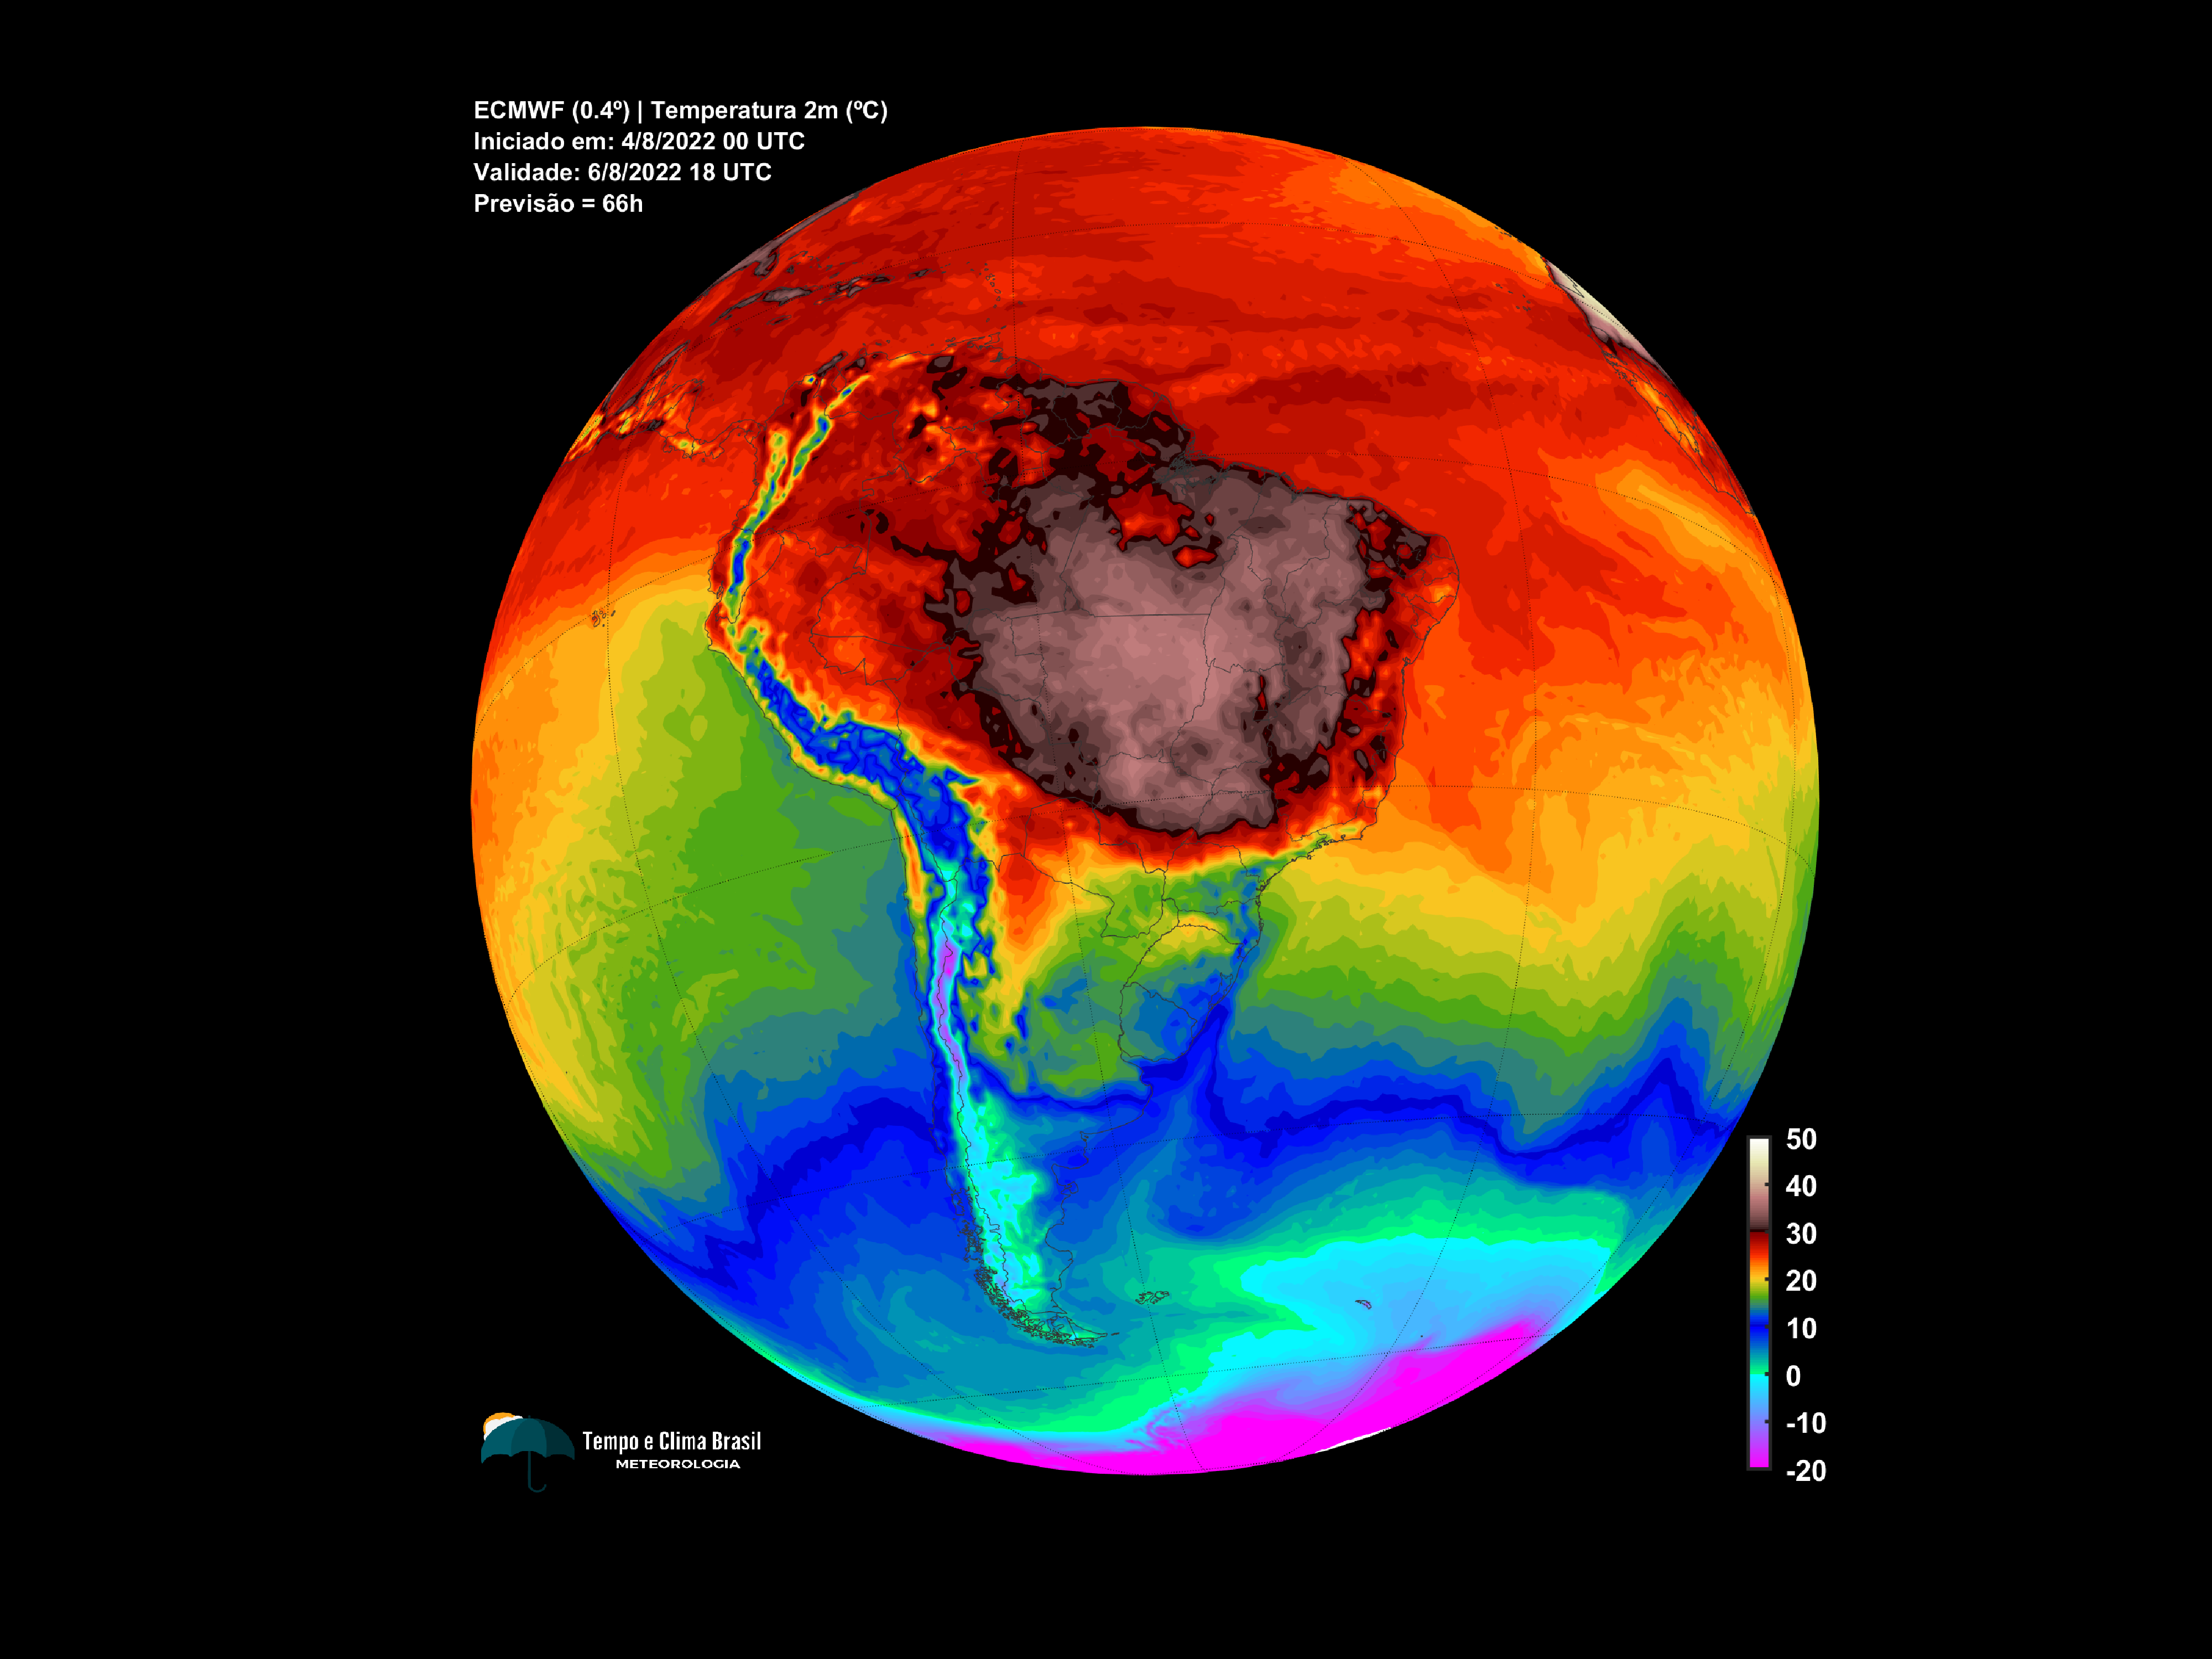 ECMWF (0.4º) | Temperatura 2m (ºC)
Iniciado em: 4/8/2022 00 UTC
Validade: 6/8/2022 18 UTC
Previsão = 66h
50
40
30
20
10
0
-10
-20
Tempo e Clima Brasil
METEOROLOGIA